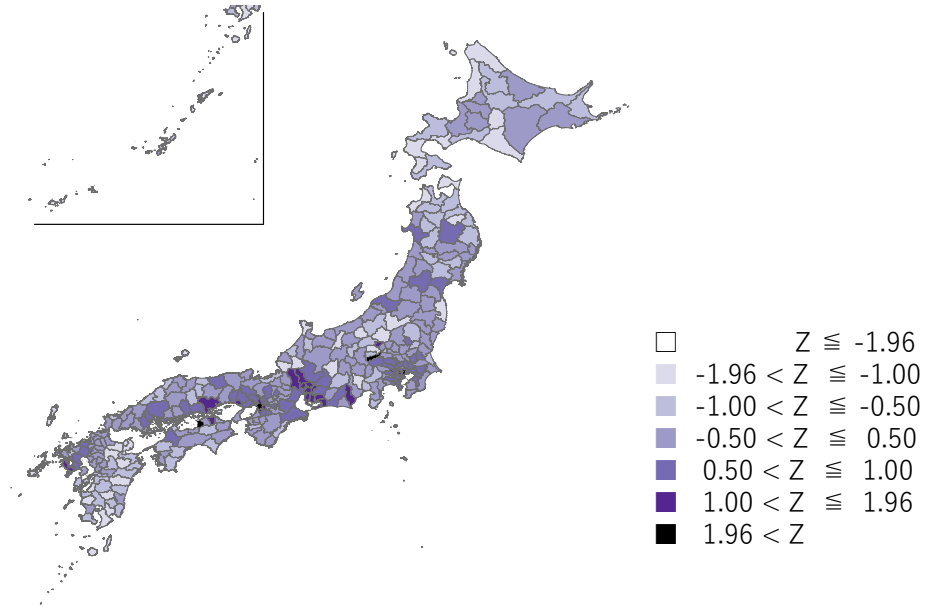 Z ≦ -1.96
-1.96 < Z ≦ -1.00
-1.00 < Z ≦ -0.50
-0.50 < Z ≦ 0.50
0.50 < Z ≦ 1.00
1.00 < Z ≦ 1.96
1.96 < Z